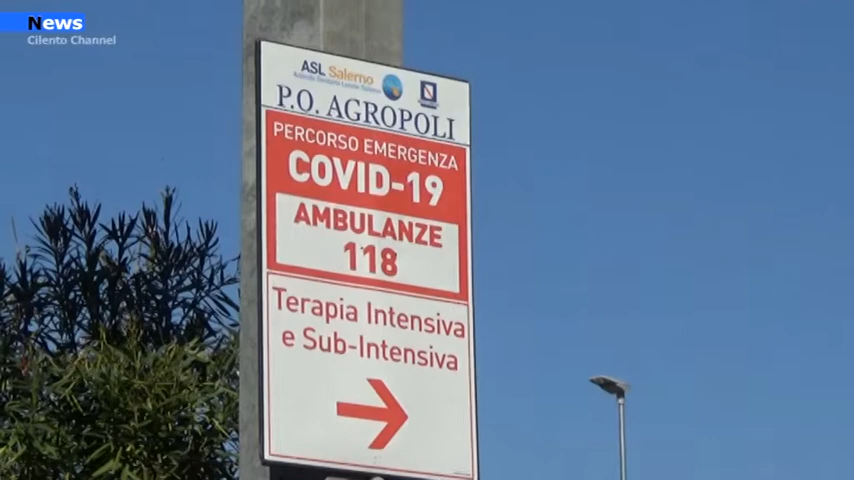 News
Cilento Channel
ASL Salerno
P.O. AGROPOLI
PERCORSO EMERGENZA
COVID-19
AMBULANZE
118
Terapia Intensiva
e Sub-Intensiva